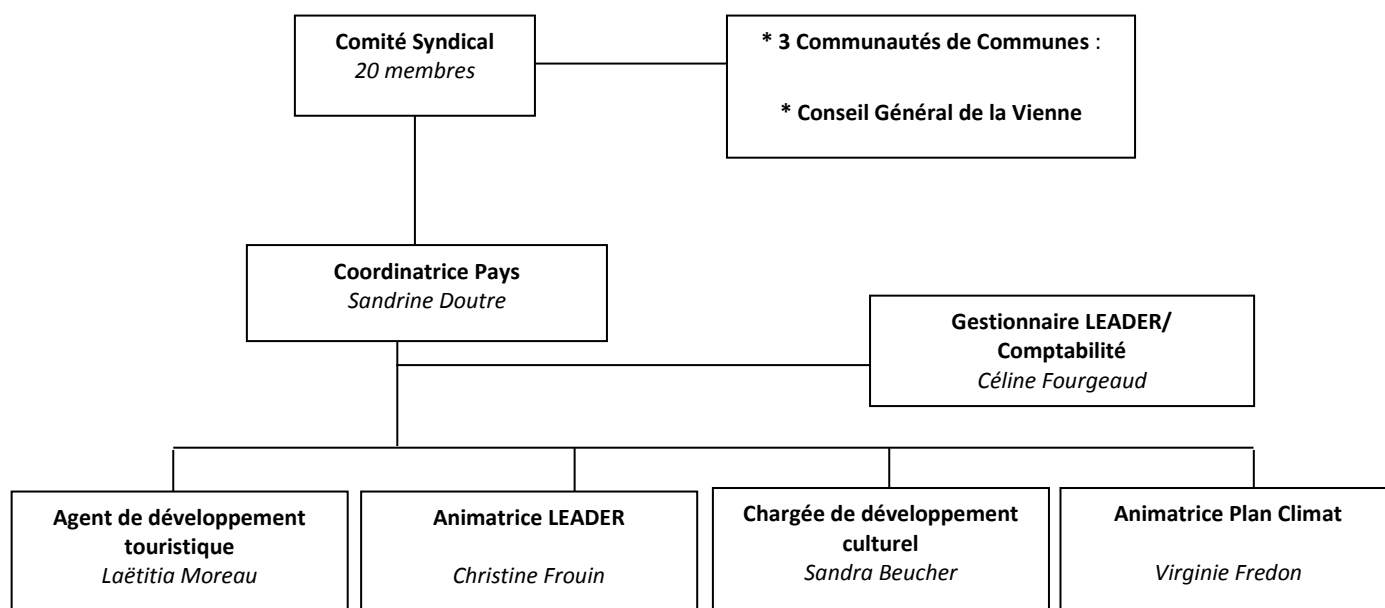 Comité Syndical
20 membres
* 3 Communautés de Communes :
* Conseil Général de la Vienne
Coordinatrice Pays
Sandrine Doutre
Gestionnaire LEADER/
Comptabilité
Céline Fourgeaud
Agent de développement
touristique
Laëtitia Moreau
Animatrice LEADER
Christine Frouin
Chargée de développement
culturel
Sandra Beucher
Animatrice Plan Climat
Virginie Fredon